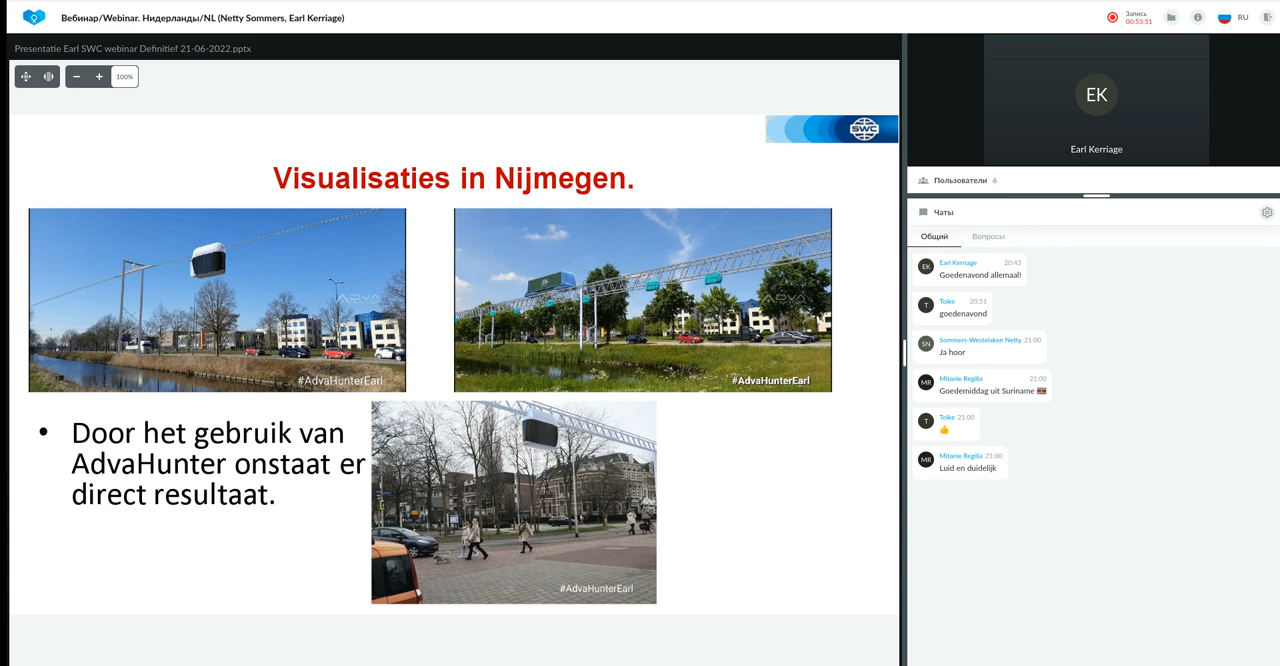 Вебинар/Webinar. Нидерланды/NL (Netty Sommers, Earl Kerriage)
Запись
00:53:51
RU
Presentatie Earl SWC webinar Definitief 21-06-2022.pptx
100%
SWC
Visualisaties in Nijmegen.
#AdvaHunterEarl
#AdvaHunterEarl
• Door het gebruik van
AdvaHunter onstaat er
direct resultaat.
#AdvaHunterEarl
EK
Earl Kerriage
Пользователи 6
Чаты
Общий Вопросы
EK
Earl Kerriage 20:43
Goedenavond allemaal!
T
Toike 20:51
goedenavond
SN
Sommers-Westelaken Netty 21:00
Ja hoor
MR
Mitanie Regilia 21:00
Goedemiddag uit Suriname 🇸🇷
T
Toike 21:00
👍
MR
Mitanie Regilia 21:00
Luid en duidelijk